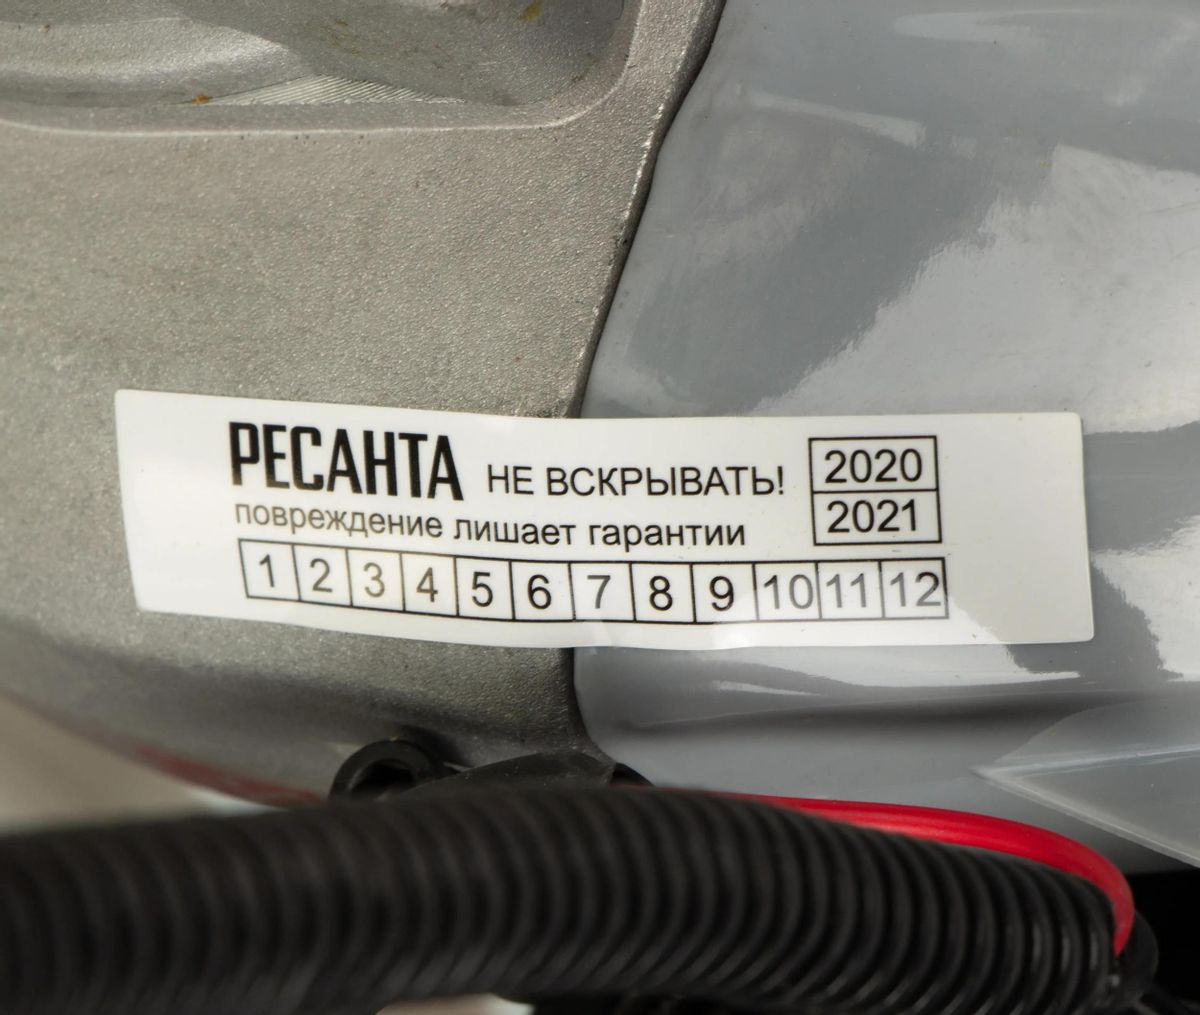 РЕСАНТА НЕ ВСКРЫВАТЬ! 2020
повреждение лишает гарантии 2021
1 2 3 4 5 6 7 8 9 10 11 12